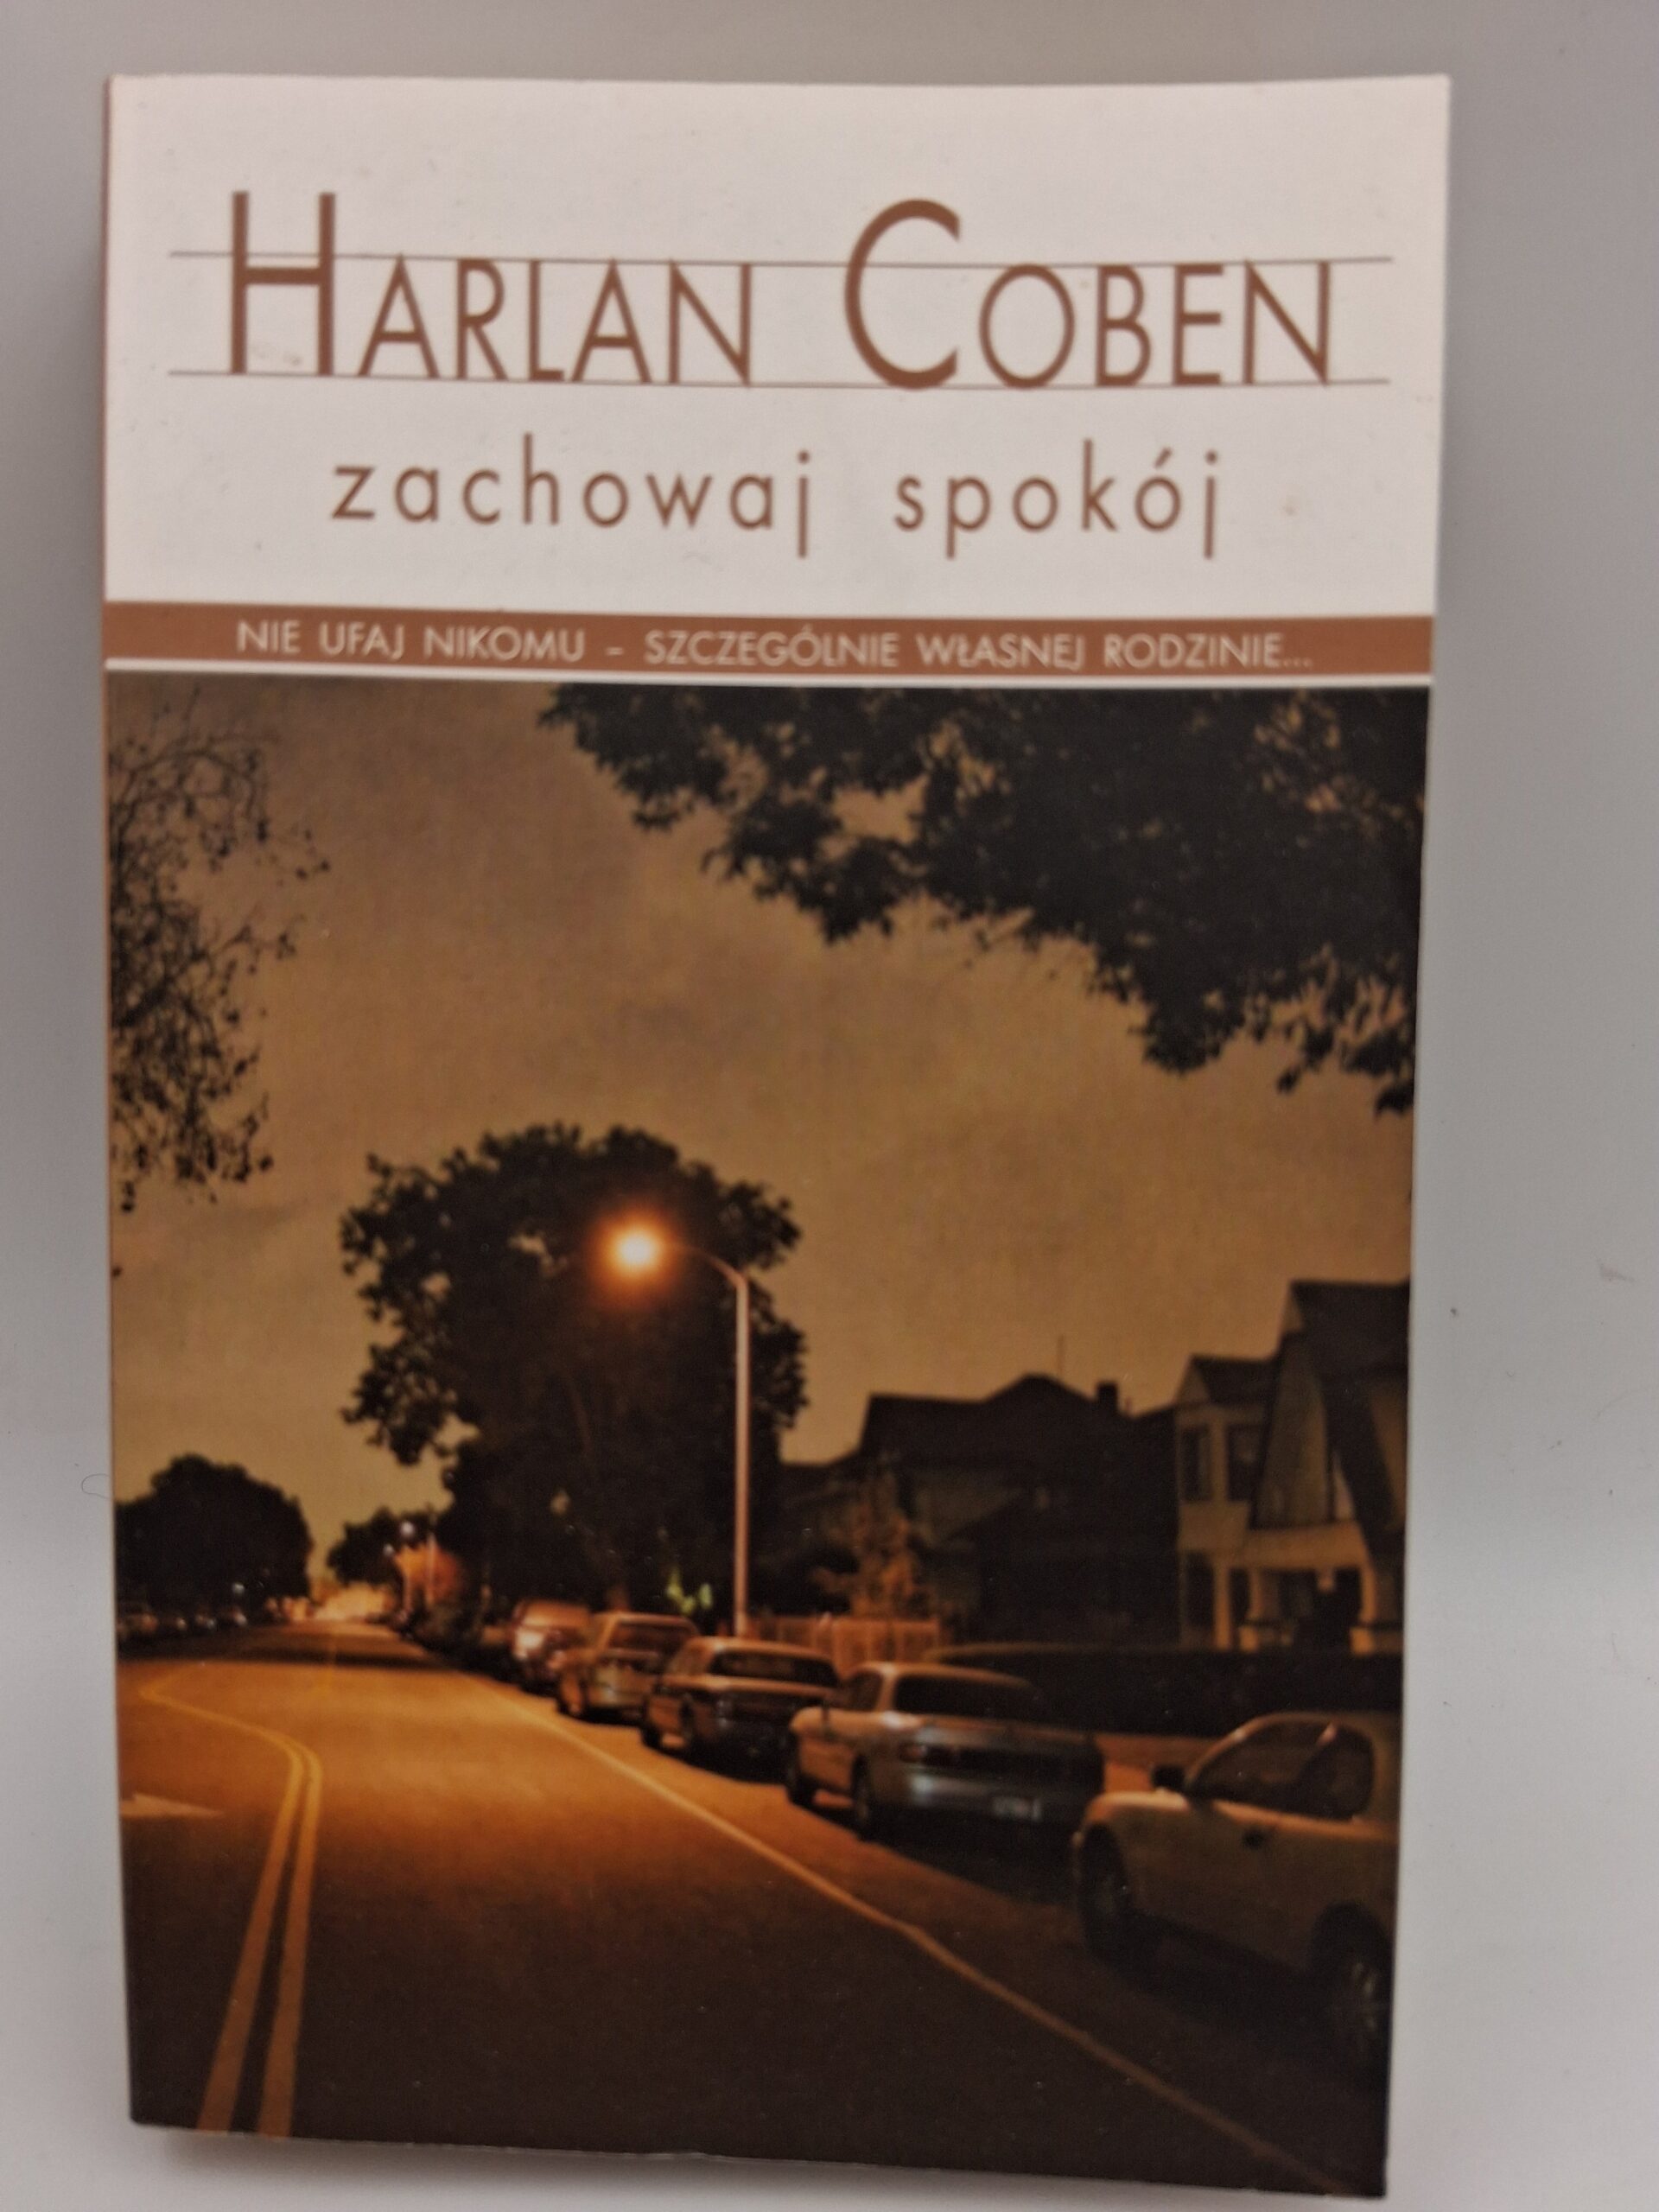 HARLAN COBEN
zachowaj spokój
NIE UFAJ NIKOMU – SZCZEGÓLNIE WŁASNEJ RODZINIE...